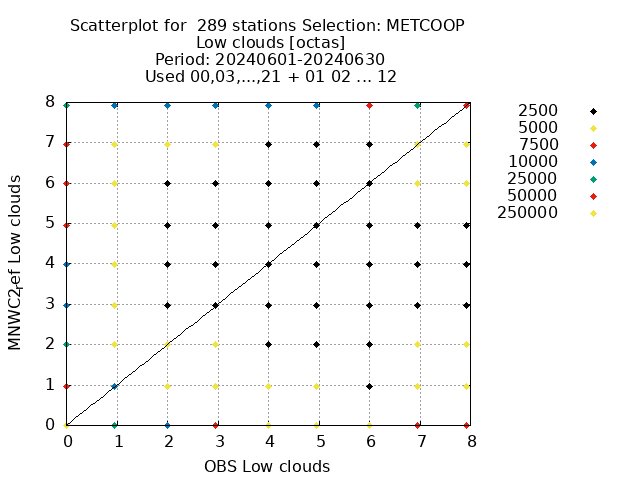 Scatterplot for  289 stations Selection: METCOOP
Low clouds [octas]
Period: 20240601-20240630
Used 00,03,...,21 + 01 02 ... 12
8
7
6
5
4
3
2
1
0
0 1 2 3 4 5 6 7 8
MNWC2ref Low clouds
OBS Low clouds
2500
5000
7500
10000
25000
50000
250000